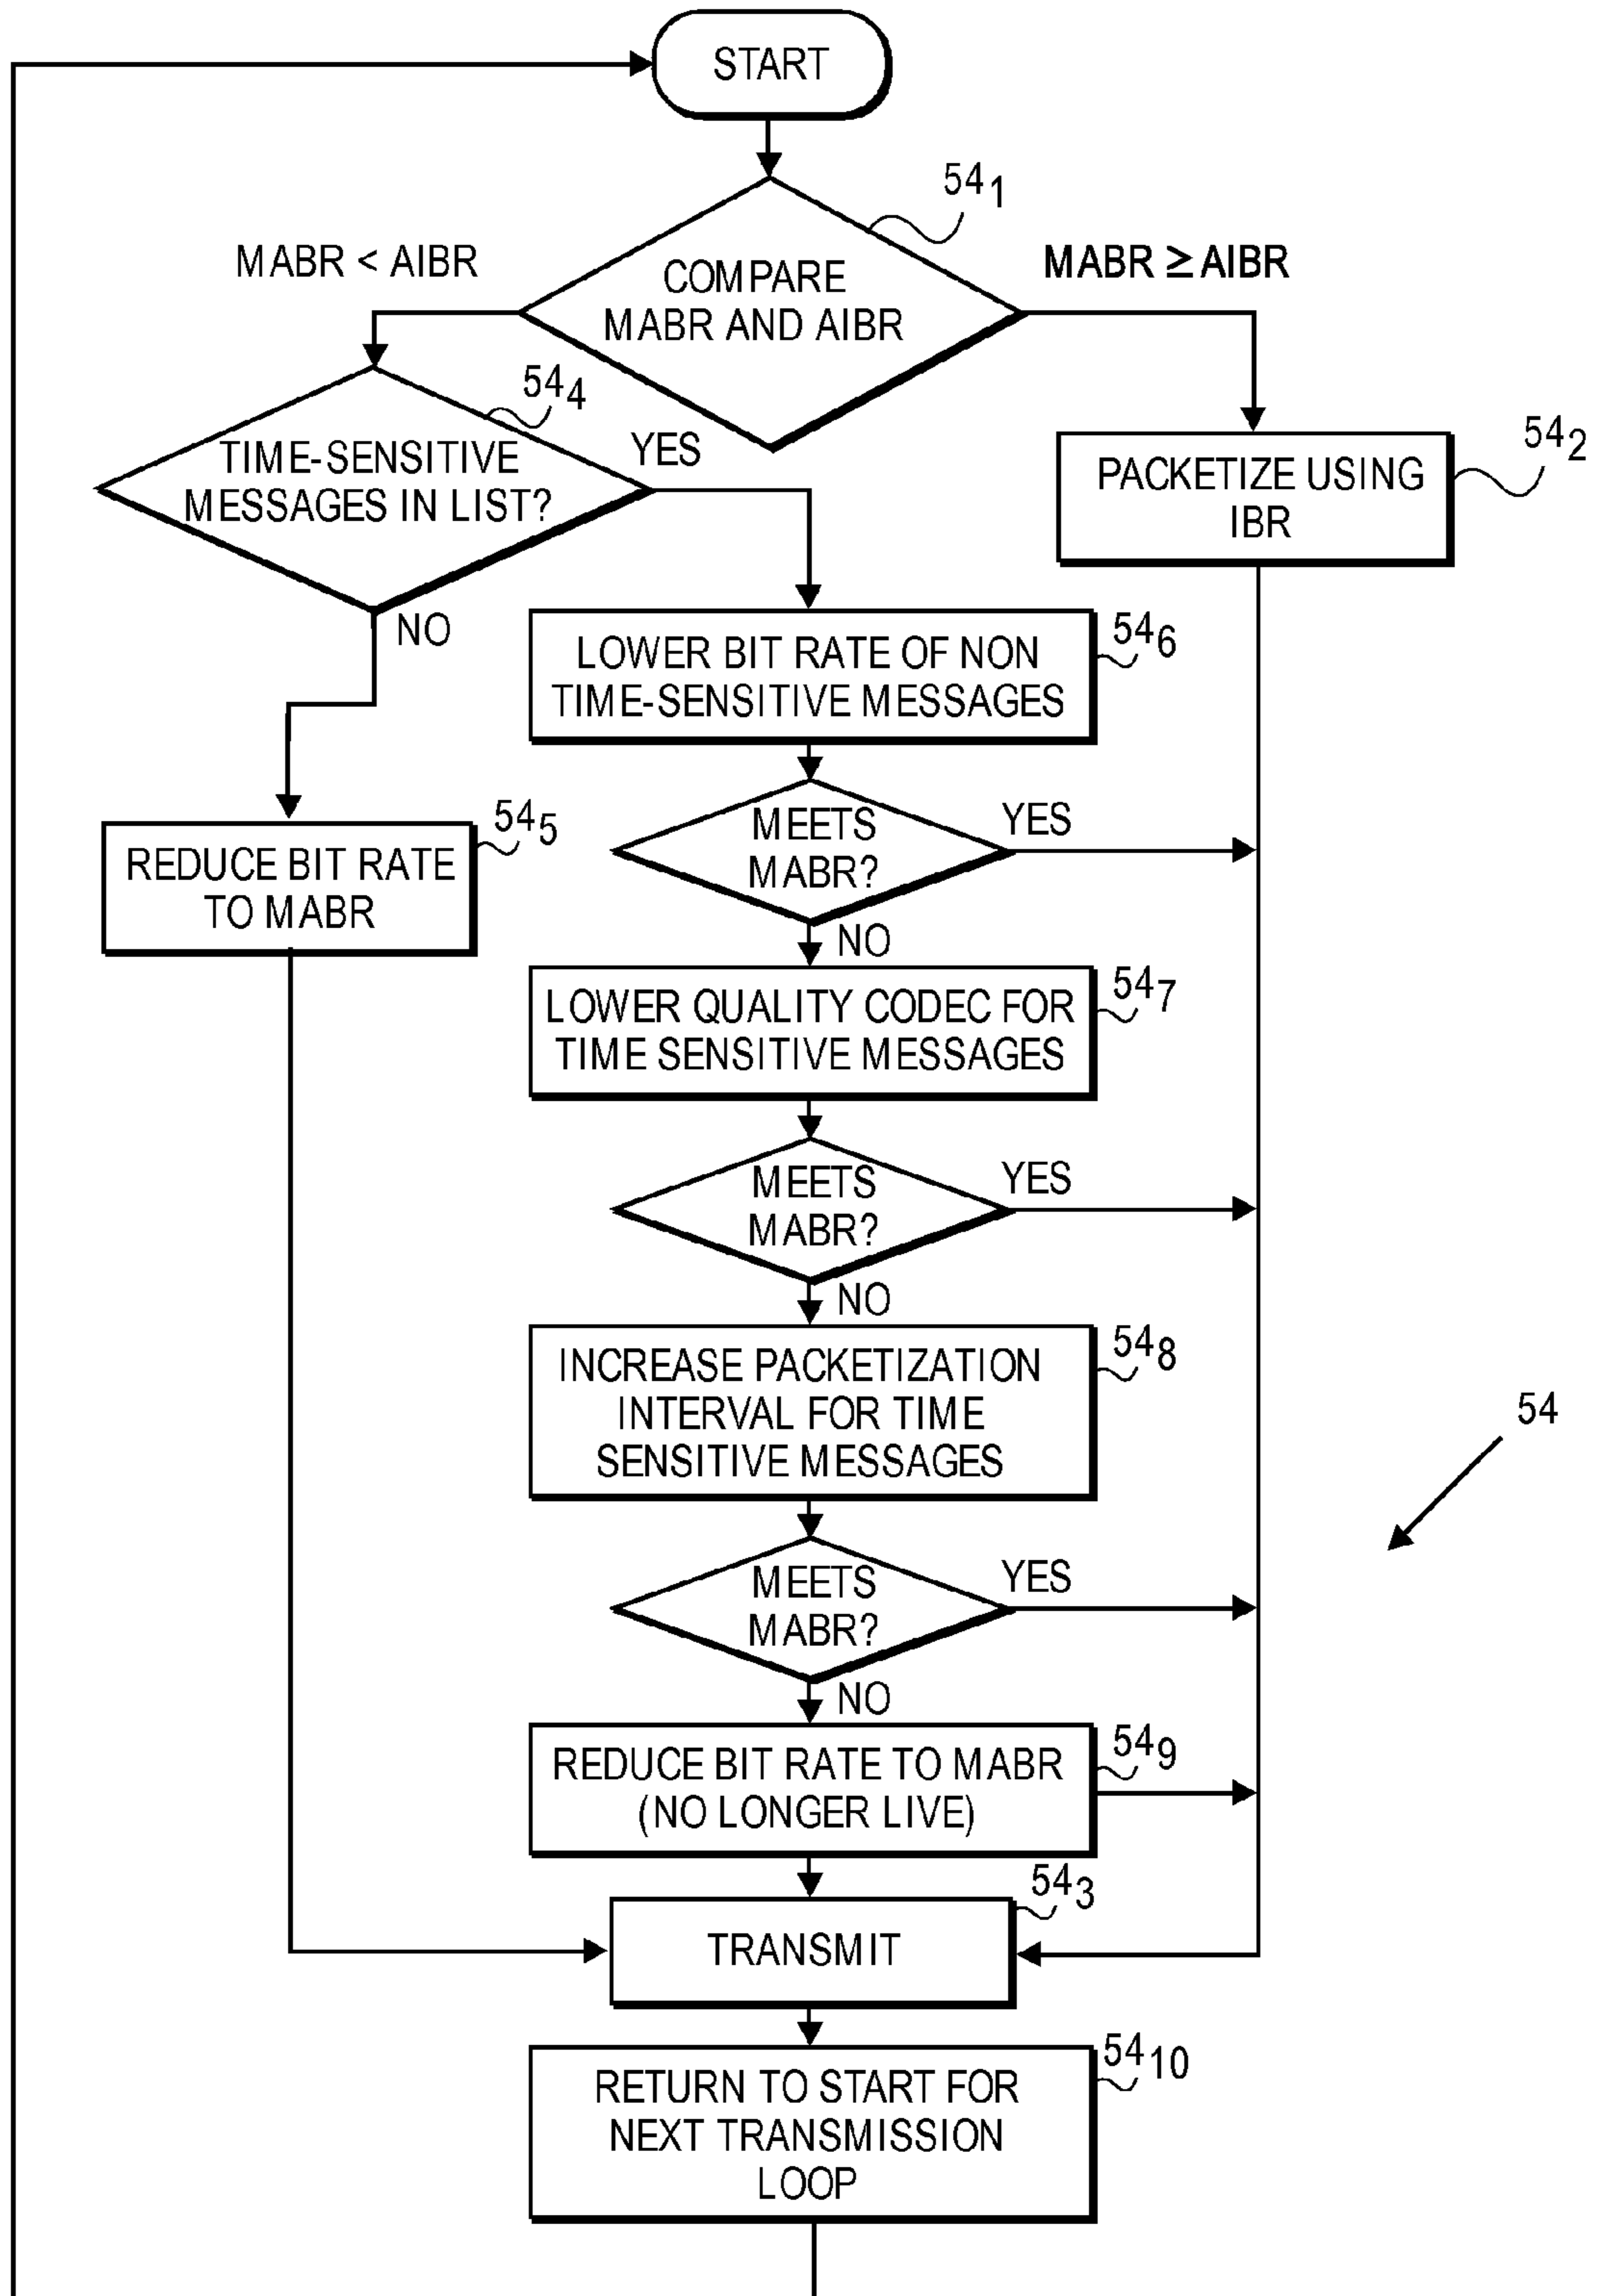 START
54₁
MABR < AIBR
MABR ≥ AIBR
COMPARE
MABR AND AIBR
54₄
TIME-SENSITIVE
MESSAGES IN LIST?
YES
NO
54₂
PACKETIZE USING
IBR
54₆
LOWER BIT RATE OF NON
TIME-SENSITIVE MESSAGES
54₅
REDUCE BIT RATE
TO MABR
MEETS
MABR?
YES
NO
54₇
LOWER QUALITY CODEC FOR
TIME SENSITIVE MESSAGES
MEETS
MABR?
YES
NO
54₈
INCREASE PACKETIZATION
INTERVAL FOR TIME
SENSITIVE MESSAGES
54
MEETS
MABR?
YES
NO
54₉
REDUCE BIT RATE TO MABR
(NO LONGER LIVE)
54₃
TRANSMIT
54₁₀
RETURN TO START FOR
NEXT TRANSMISSION
LOOP